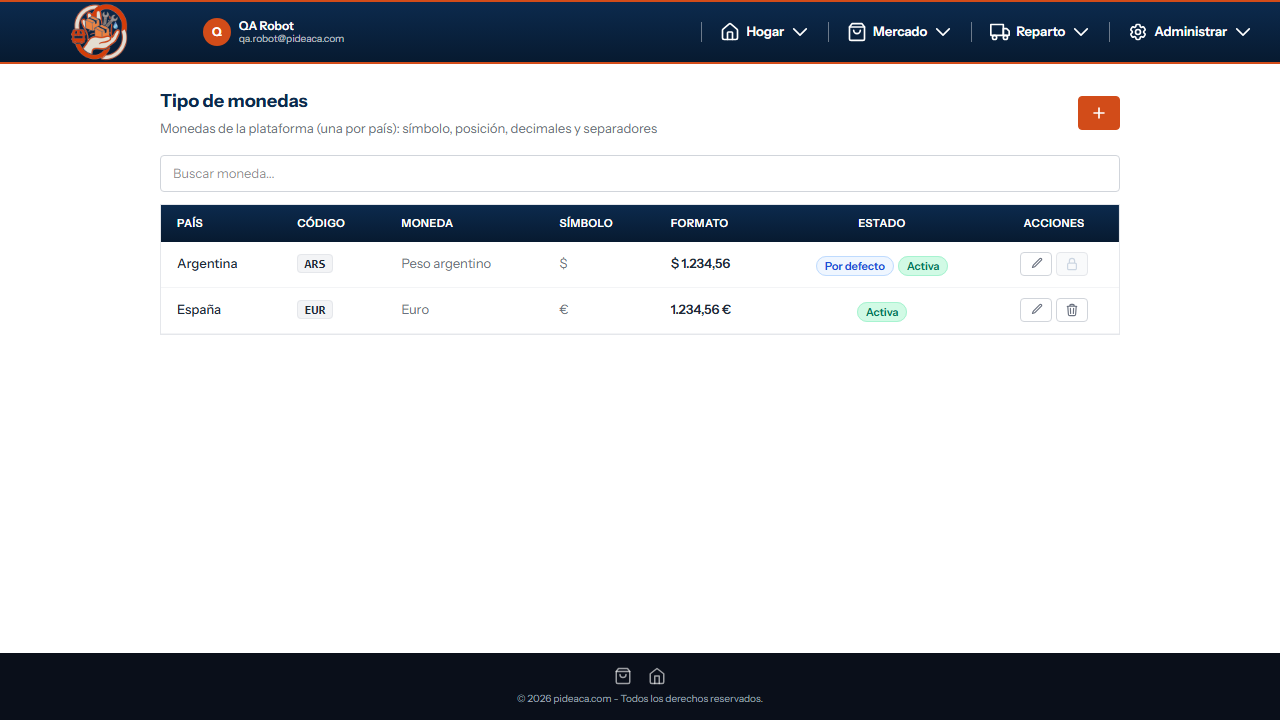 Q QA Robot
qa.robot@pideaca.com
Hogar Mercado Reparto Administrar
Tipo de monedas
Monedas de la plataforma (una por país): símbolo, posición, decimales y separadores
+
Buscar moneda...
PAÍS CÓDIGO MONEDA SÍMBOLO FORMATO ESTADO ACCIONES
Argentina ARS Peso argentino $ $ 1.234,56 Por defecto Activa
España EUR Euro € 1.234,56 € Activa
© 2026 pideaca.com - Todos los derechos reservados.